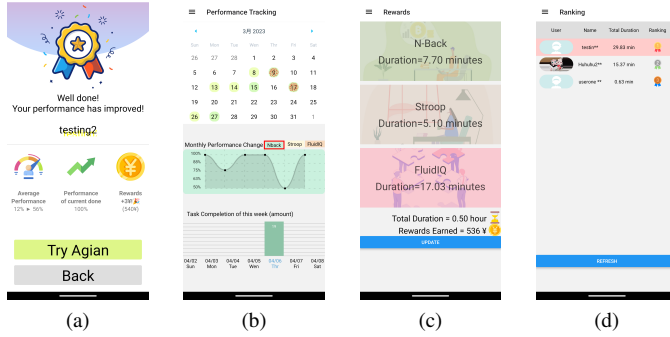 Well done!
Your performance has improved!
testing2
Average Performance
12% ► 56%
Performance of current done
100%
Rewards
+3¥
(540¥)
Try Agian
Back
(a)
Performance Tracking
3月 2023
Sun Mon Tue Wed Thu Fri Sat
26 27 28 1 2 3 4
5 6 7 8 9 10 11
12 13 14 15 16 17 18
19 20 21 22 23 24 25
26 27 28 29 30 31 1
Monthly Performance Change Nback Stroop FluidIQ
100%
Task Compeletion of this week (amount)
04/02 04/03 04/04 04/05 04/06 04/07 04/08
Sun Mon Tue Wed Thu Fri Sat
(b)
Rewards
N-Back
Duration=7.70 minutes
Stroop
Duration=5.10 minutes
FluidIQ
Duration=17.03 minutes
Total Duration = 0.50 hour
Rewards Earned = 536 ¥
UPDATE
(c)
Ranking
User Name Total Duration Ranking
testin** 29.83 min
Huhuhu2** 15.37 min
userone ** 0.63 min
REFRESH
(d)